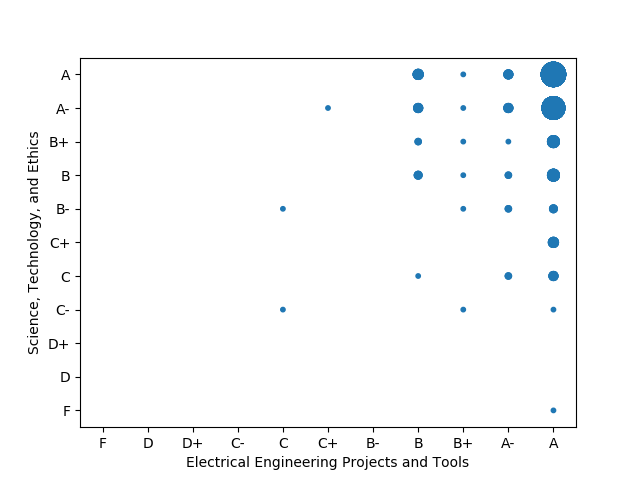 Science, Technology, and Ethics
A
A-
B+
B
B-
C+
C
C-
D+
D
F
F D D+ C- C C+ B- B B+ A- A
Electrical Engineering Projects and Tools